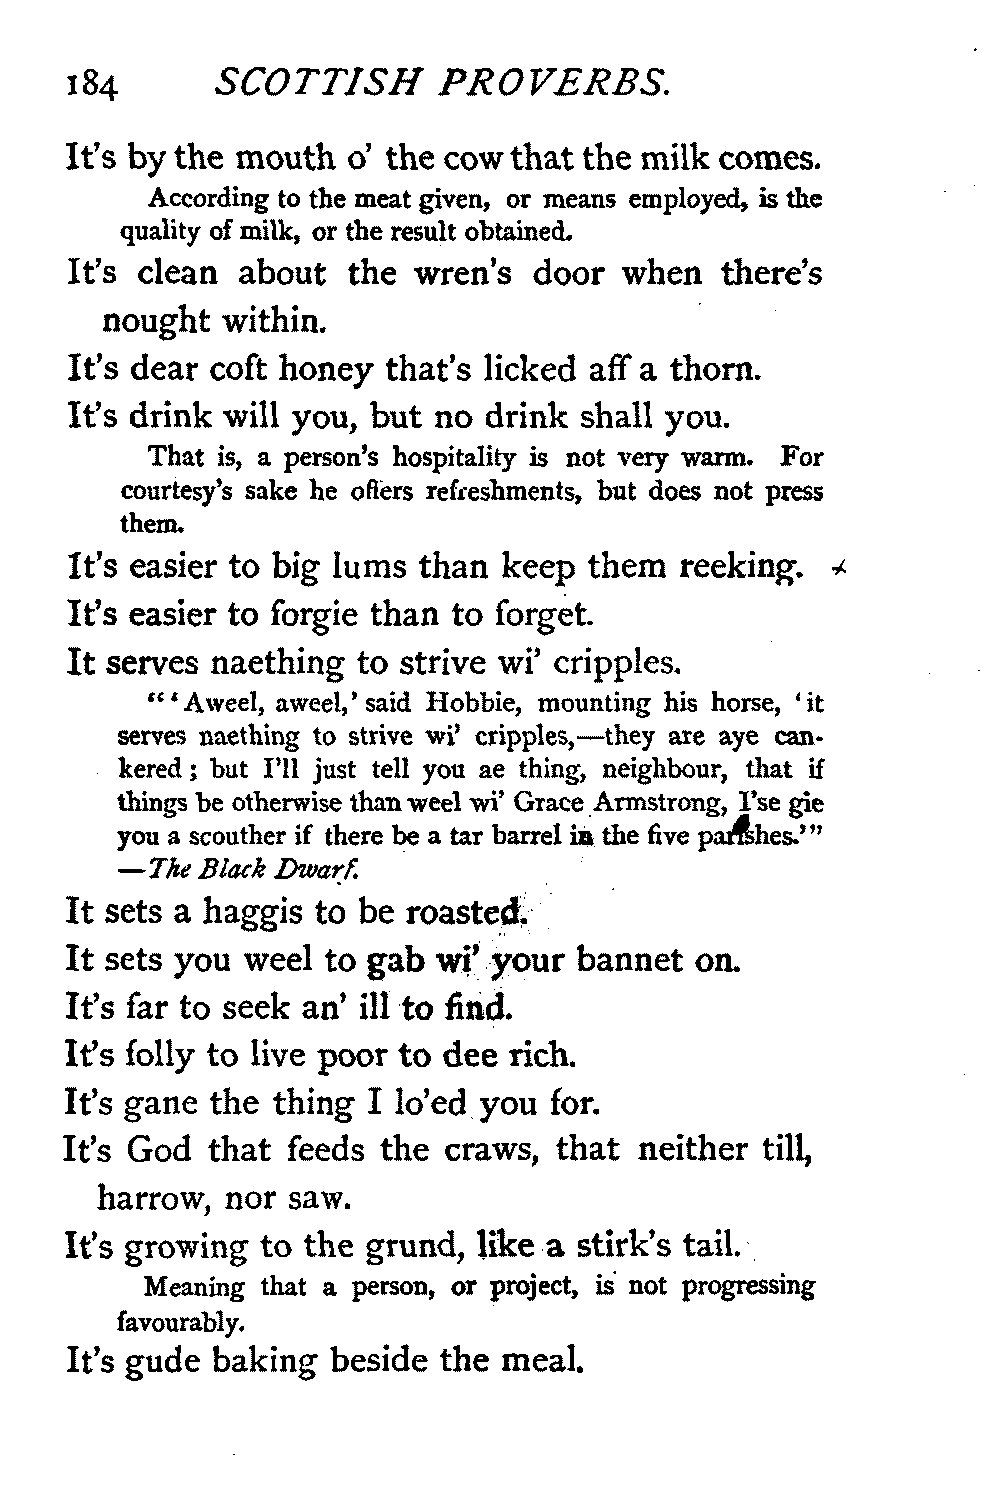 184 SCOTTISH PROVERBS.
It's by the mouth o' the cow that the milk comes.
According to the meat given, or means employed, is the
quality of milk, or the result obtained.
It's clean about the wren's door when there's
nought within.
It's dear coft honey that's licked aff a thorn.
It's drink will you, but no drink shall you.
That is, a person's hospitality is not very warm. For
courtesy's sake he offers refreshments, but does not press
them.
It's easier to big lums than keep them reeking.
It's easier to forgie than to forget.
It serves naething to strive wi' cripples.
"'Aweel, aweel,' said Hobbie, mounting his horse, 'it
serves naething to strive wi' cripples,—they are aye can-
kered; but I'll just tell you ae thing, neighbour, that if
things be otherwise than weel wi' Grace Armstrong, I'se gie
you a scouther if there be a tar barrel in the five parishes.'"
—The Black Dwarf.
It sets a haggis to be roasted.
It sets you weel to gab wi' your bannet on.
It's far to seek an' ill to find.
It's folly to live poor to dee rich.
It's gane the thing I lo'ed you for.
It's God that feeds the craws, that neither till,
harrow, nor saw.
It's growing to the grund, like a stirk's tail.
Meaning that a person, or project, is not progressing
favourably.
It's gude baking beside the meal.